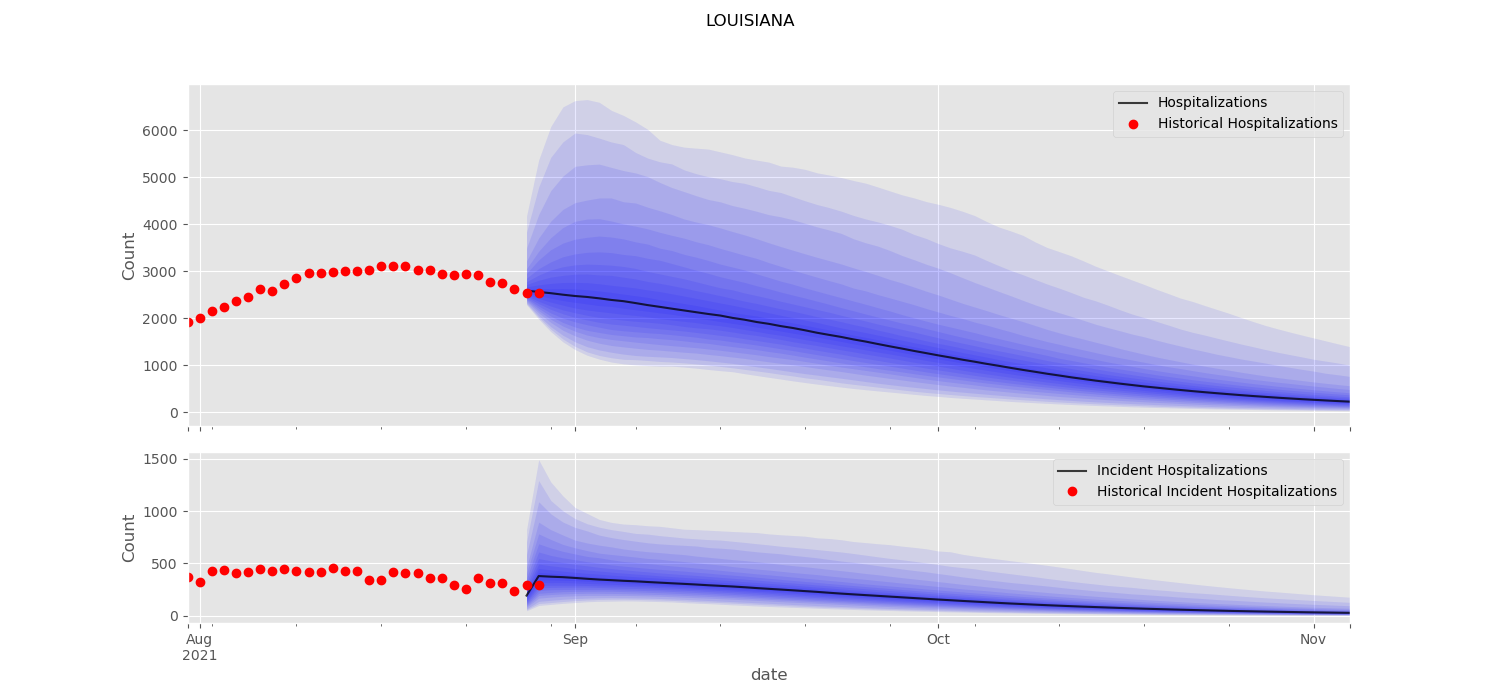 LOUISIANA
Hospitalizations
Historical Hospitalizations
6000
5000
4000
3000
2000
1000
0
Count
Incident Hospitalizations
Historical Incident Hospitalizations
1500
1000
500
0
Count
Aug Sep Oct Nov
2021
date